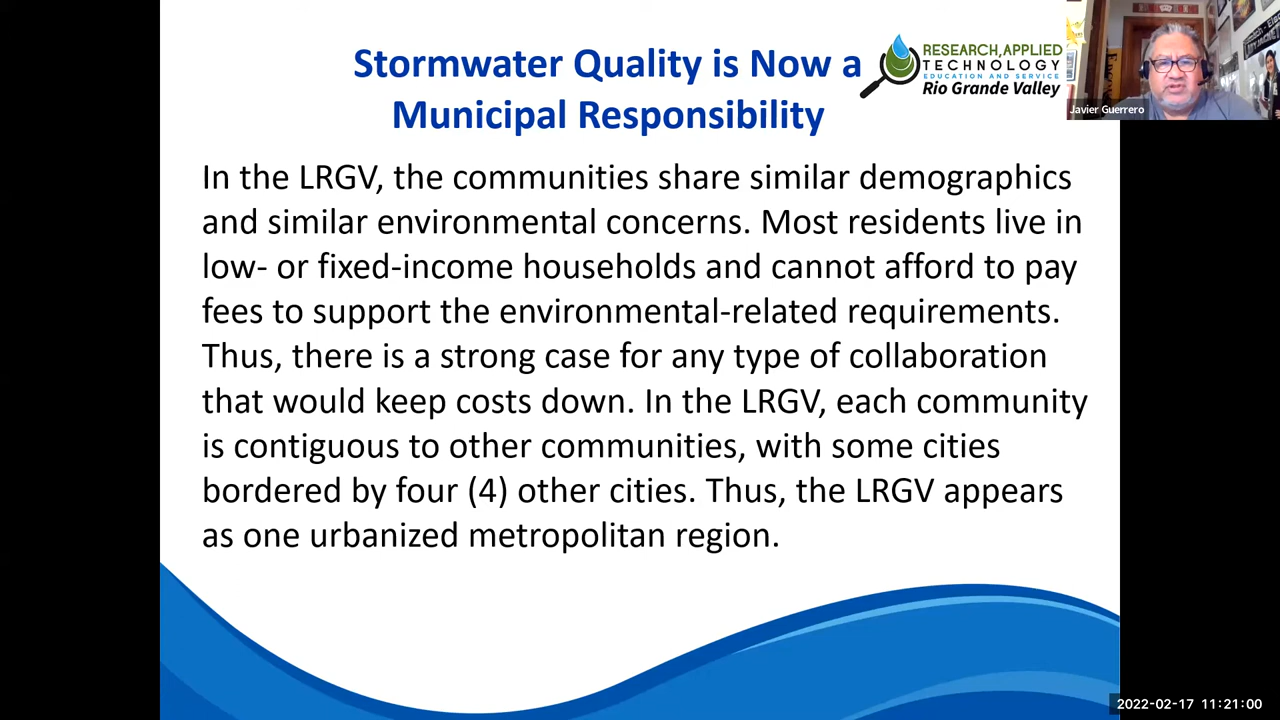 Stormwater Quality is Now a
Municipal Responsibility
RESEARCH, APPLIED
TECHNOLOGY
EDUCATION AND SERVICE
Rio Grande Valley
Javier Guerrero
In the LRGV, the communities share similar demographics
and similar environmental concerns. Most residents live in
low- or fixed-income households and cannot afford to pay
fees to support the environmental-related requirements.
Thus, there is a strong case for any type of collaboration
that would keep costs down. In the LRGV, each community
is contiguous to other communities, with some cities
bordered by four (4) other cities. Thus, the LRGV appears
as one urbanized metropolitan region.
2022-02-17 11:21:00